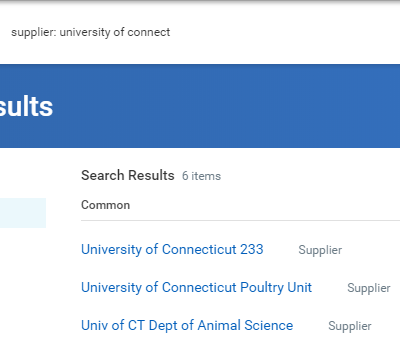 supplier: university of connect
sults
Search Results 6 items
Common
University of Connecticut 233 Supplier
University of Connecticut Poultry Unit Supplier
Univ of CT Dept of Animal Science Supplier